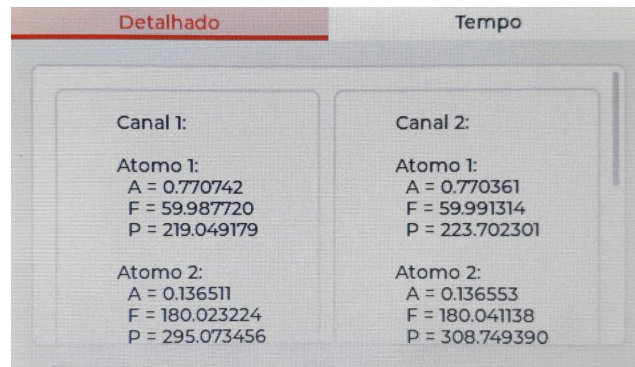 Detalhado
Tempo
Canal 1:
Atomo 1:
A = 0.770742
F = 59.987720
P = 219.049179
Atomo 2:
A = 0.136511
F = 180.023224
P = 295.073456
Canal 2:
Atomo 1:
A = 0.770361
F = 59.991314
P = 223.702301
Atomo 2:
A = 0.136553
F = 180.041138
P = 308.749390